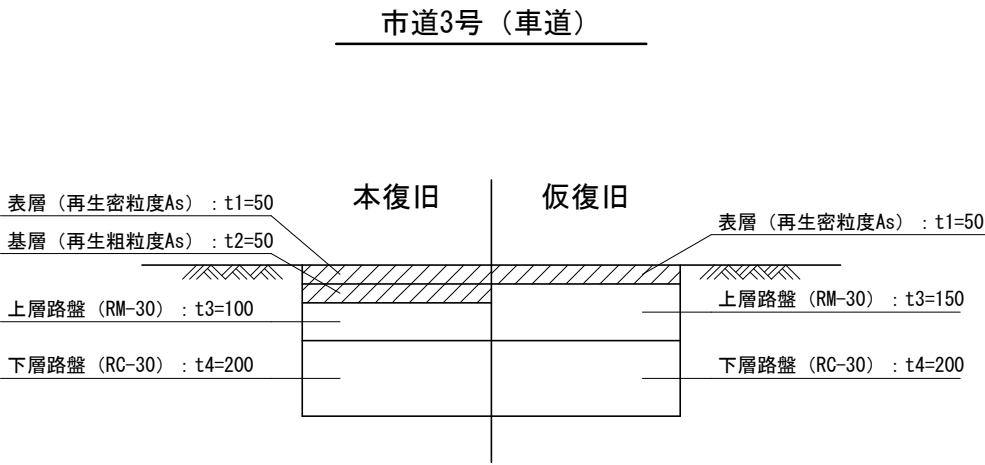 市道3号（車道）
本復旧
仮復旧
表層（再生密粒度As）：t1=50
基層（再生粗粒度As）：t2=50
上層路盤（RM-30）：t3=100
下層路盤（RC-30）：t4=200
表層（再生密粒度As）：t1=50
上層路盤（RM-30）：t3=150
下層路盤（RC-30）：t4=200